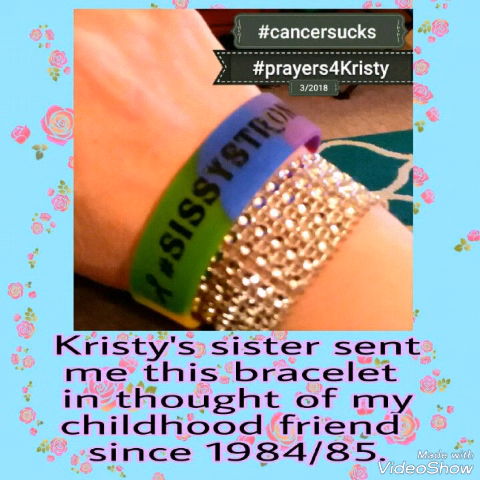 #cancersucks
#prayers4Kristy
3/2018
#SISSYSTRON
Kristy's sister sent
me this bracelet
in thought of my
childhood friend
since 1984/85.
Made with
VideoShow